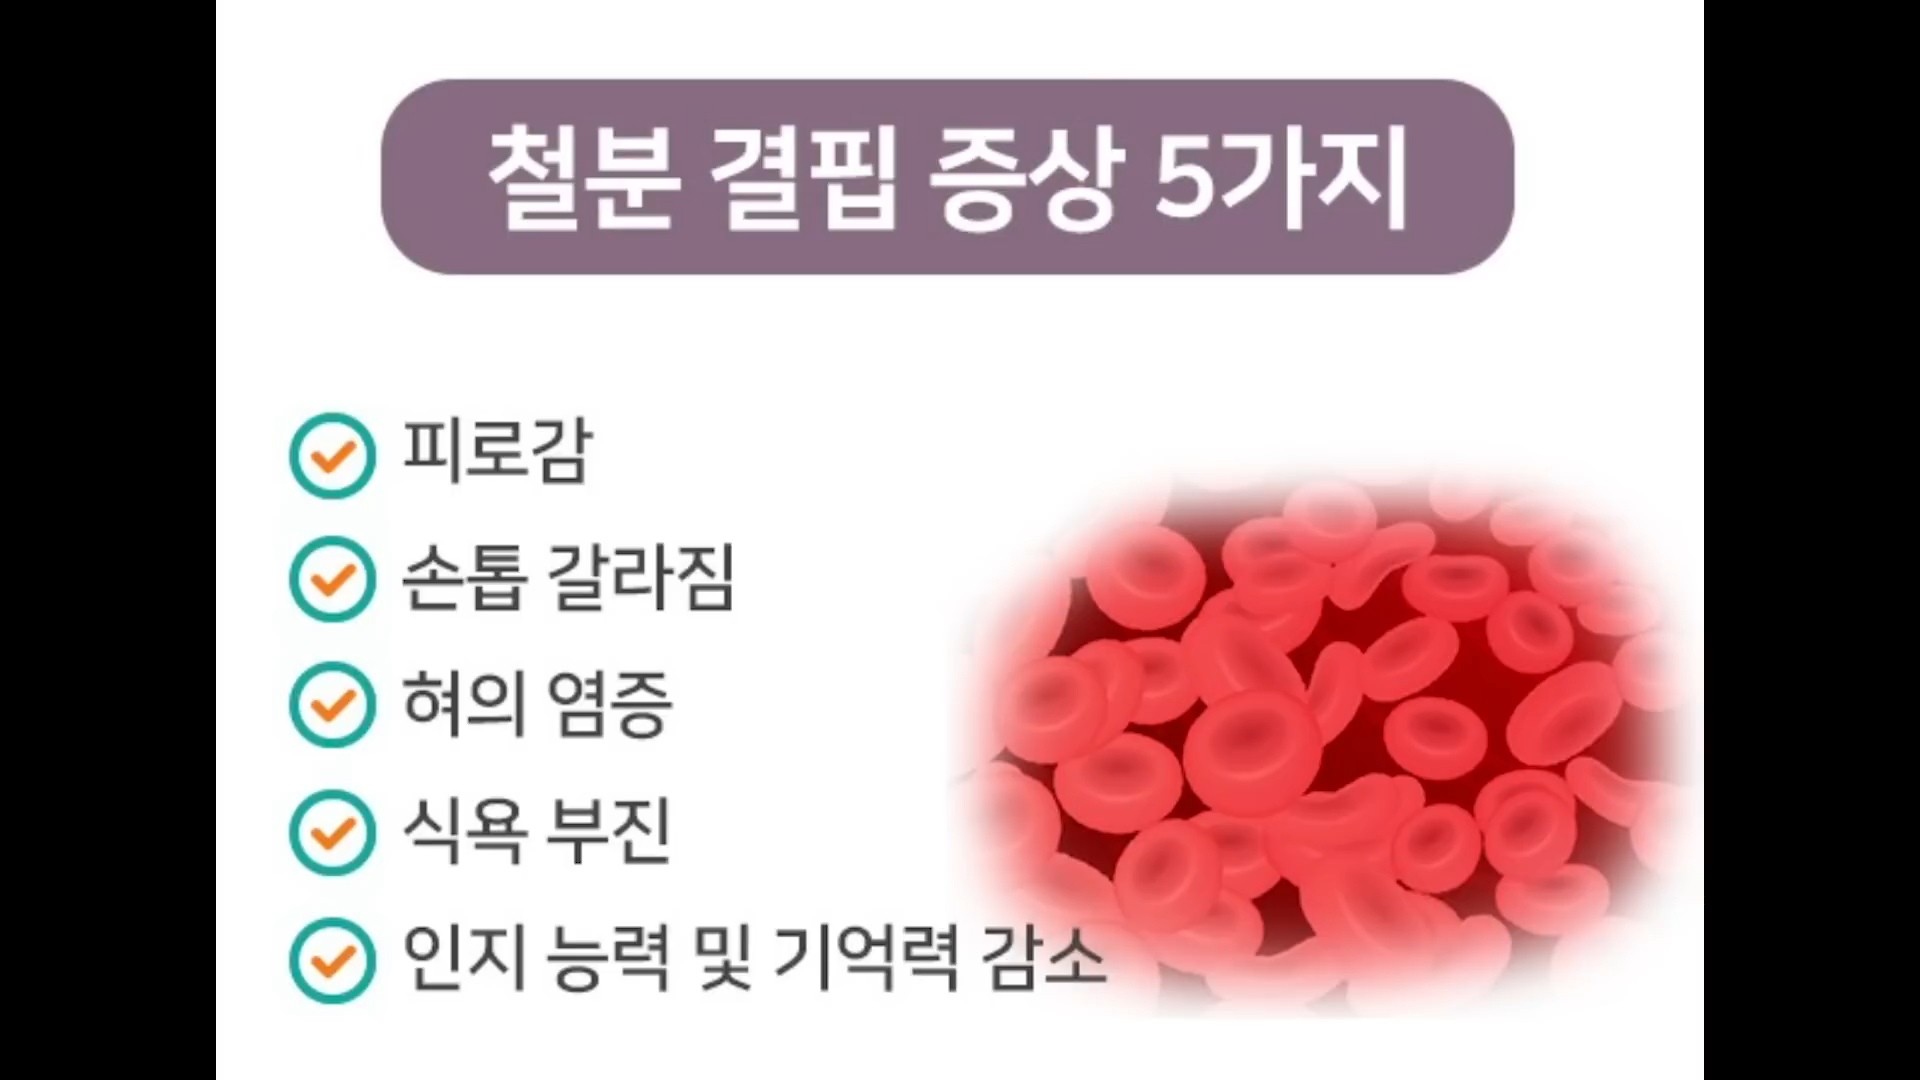 철분 결핍 증상 5가지
피로감
손톱 갈라짐
혀의 염증
식욕 부진
인지 능력 및 기억력 감소